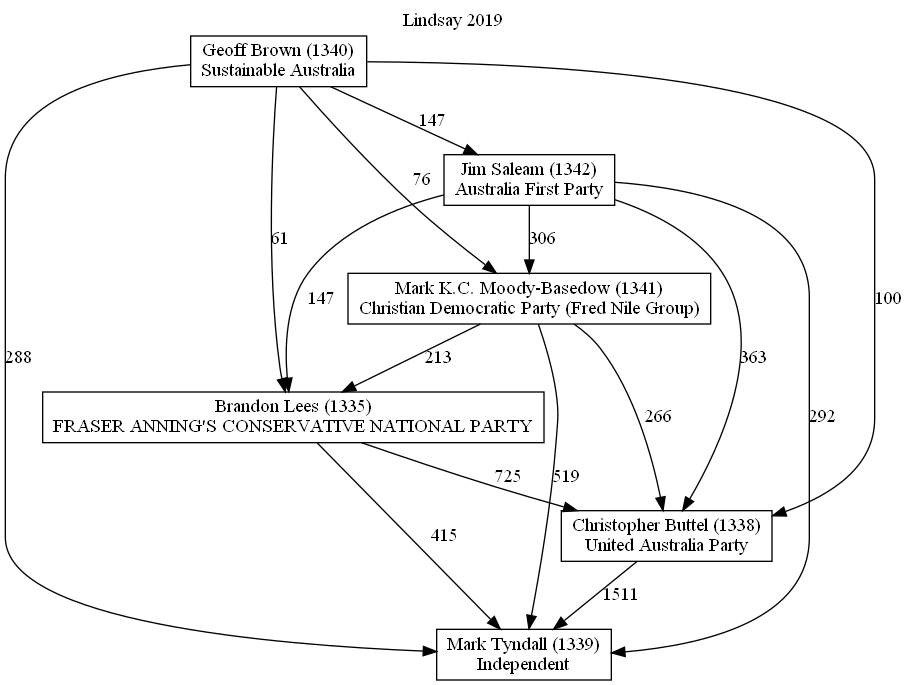 Lindsay 2019
Geoff Brown (1340)
Sustainable Australia
147
Jim Saleam (1342)
Australia First Party
76
61
306
147
Mark K.C. Moody-Basedow (1341)
Christian Democratic Party (Fred Nile Group)
100
288
213
363
Brandon Lees (1335)
FRASER ANNING'S CONSERVATIVE NATIONAL PARTY
266
292
725
519
415
Christopher Buttel (1338)
United Australia Party
1511
Mark Tyndall (1339)
Independent